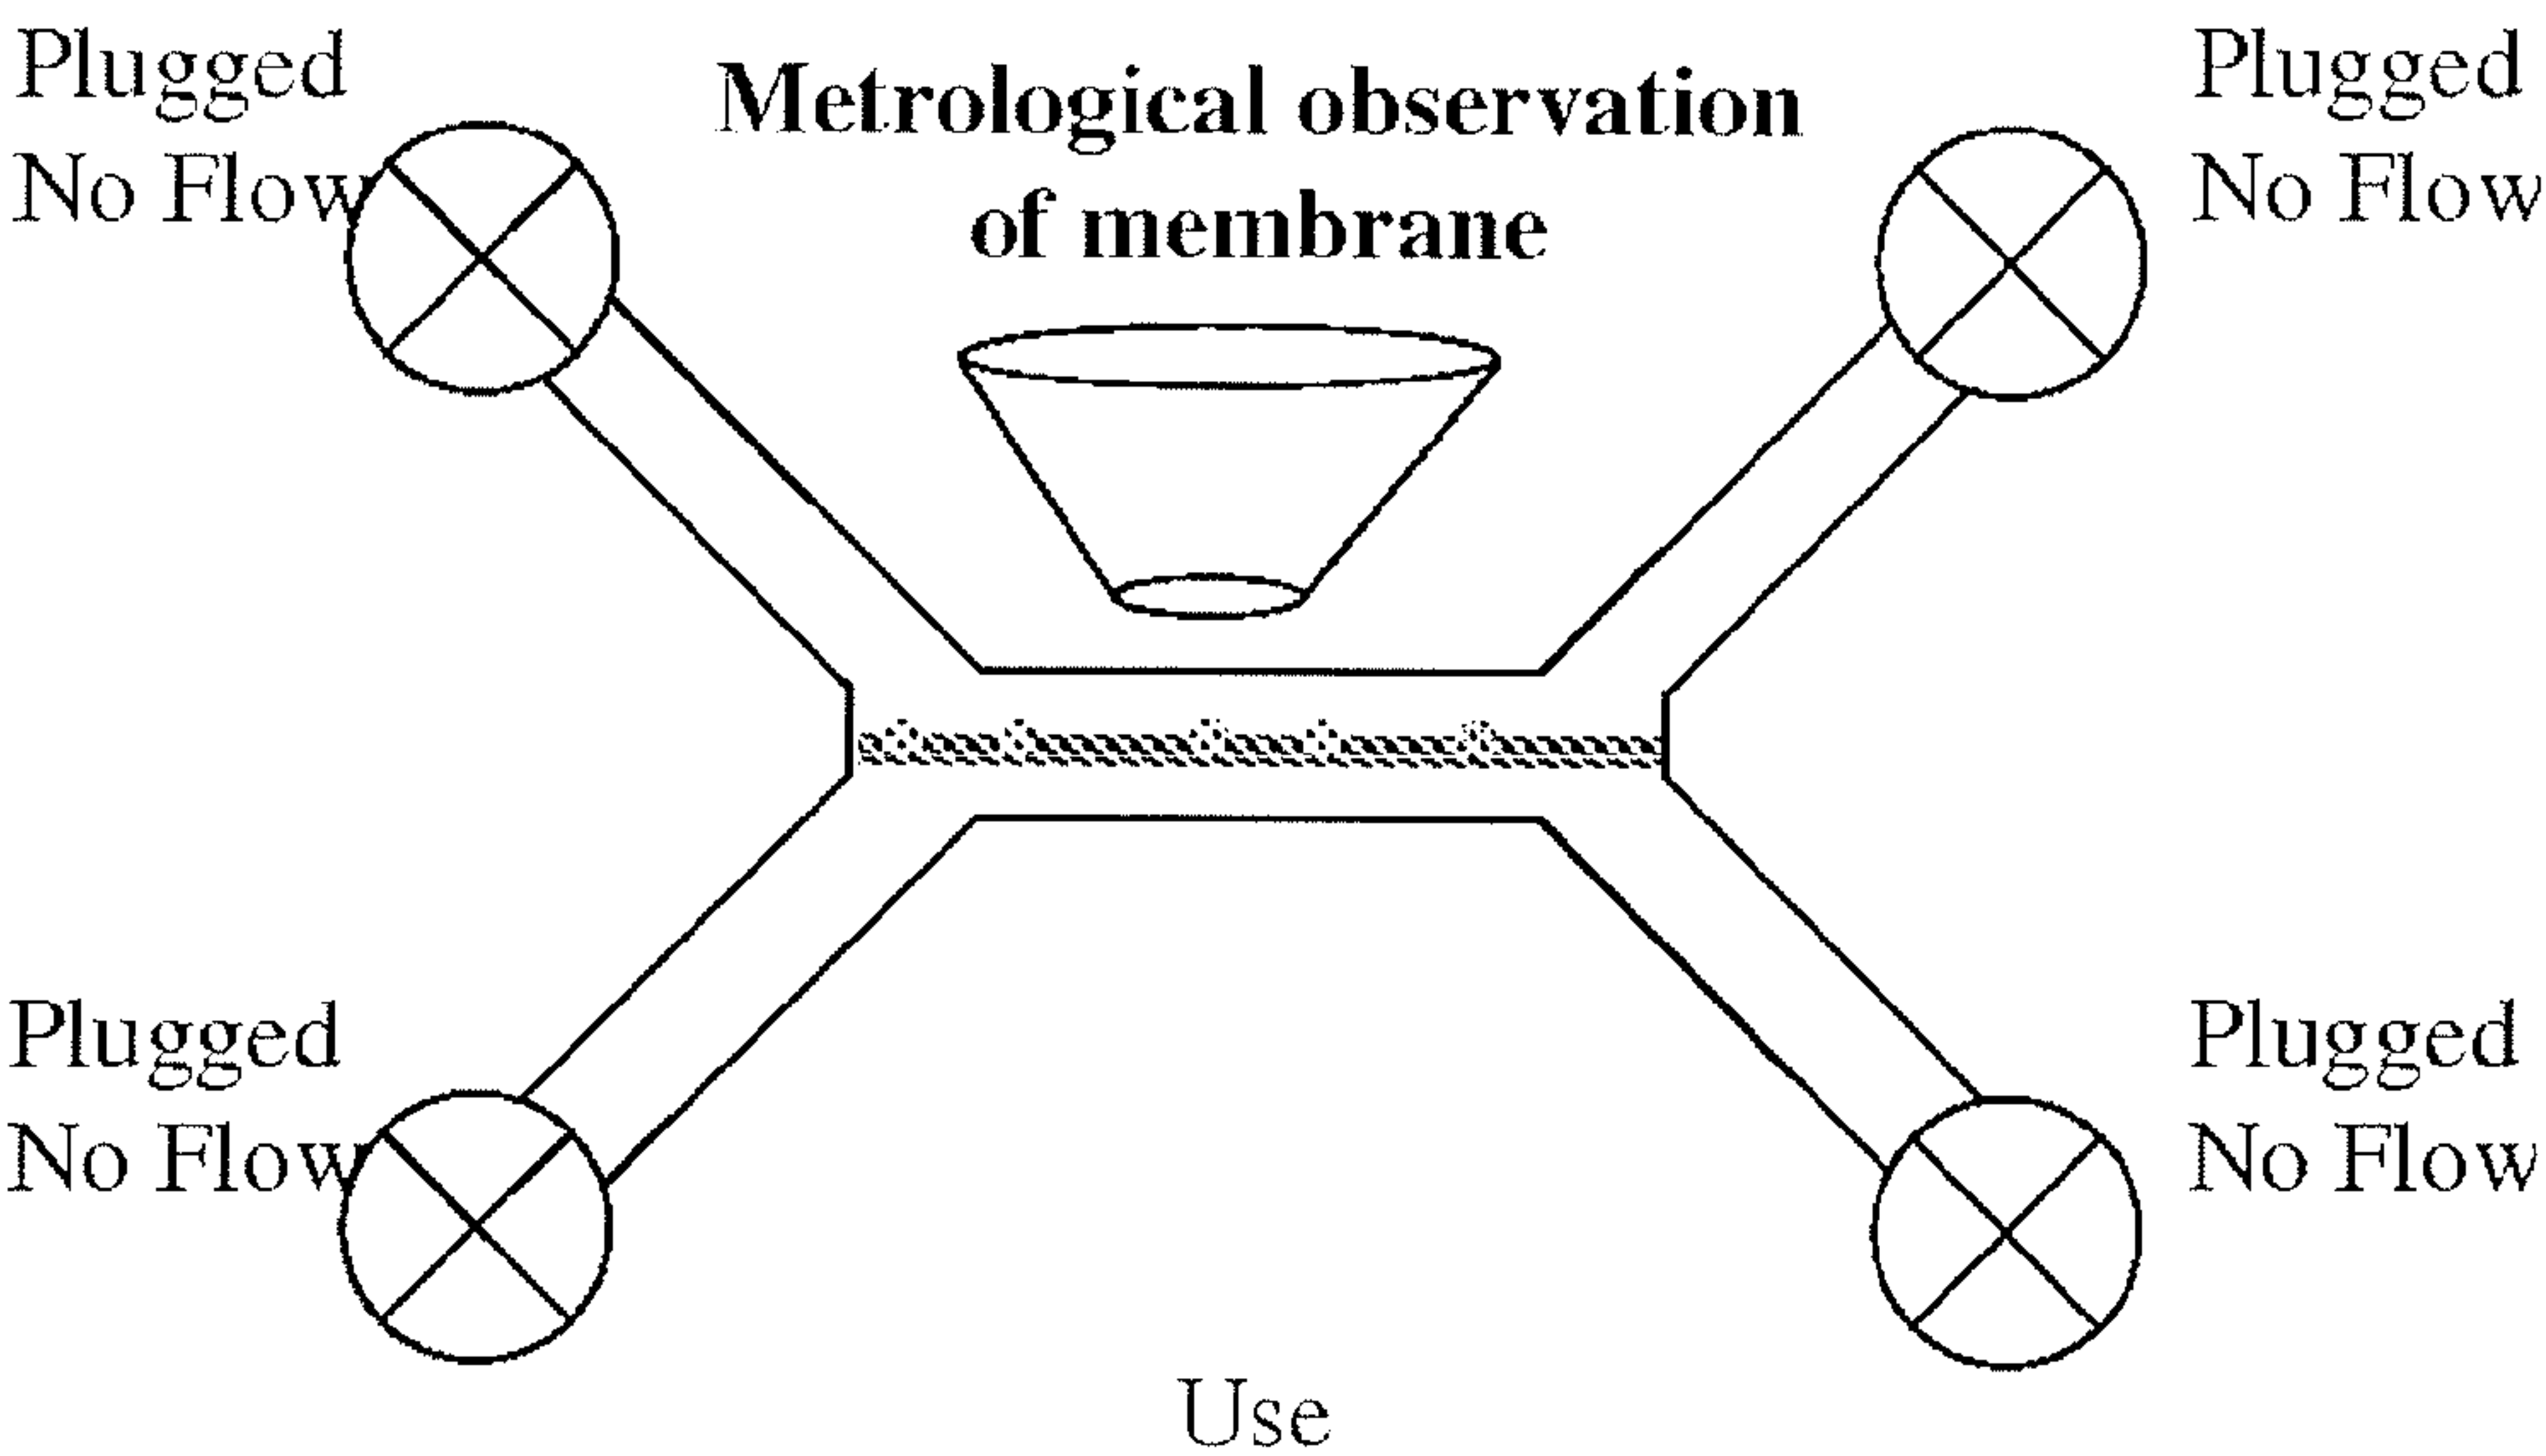 Plugged
No Flow
Metrological observation
of membrane
Plugged
No Flow
Plugged
No Flow
Plugged
No Flow
Use